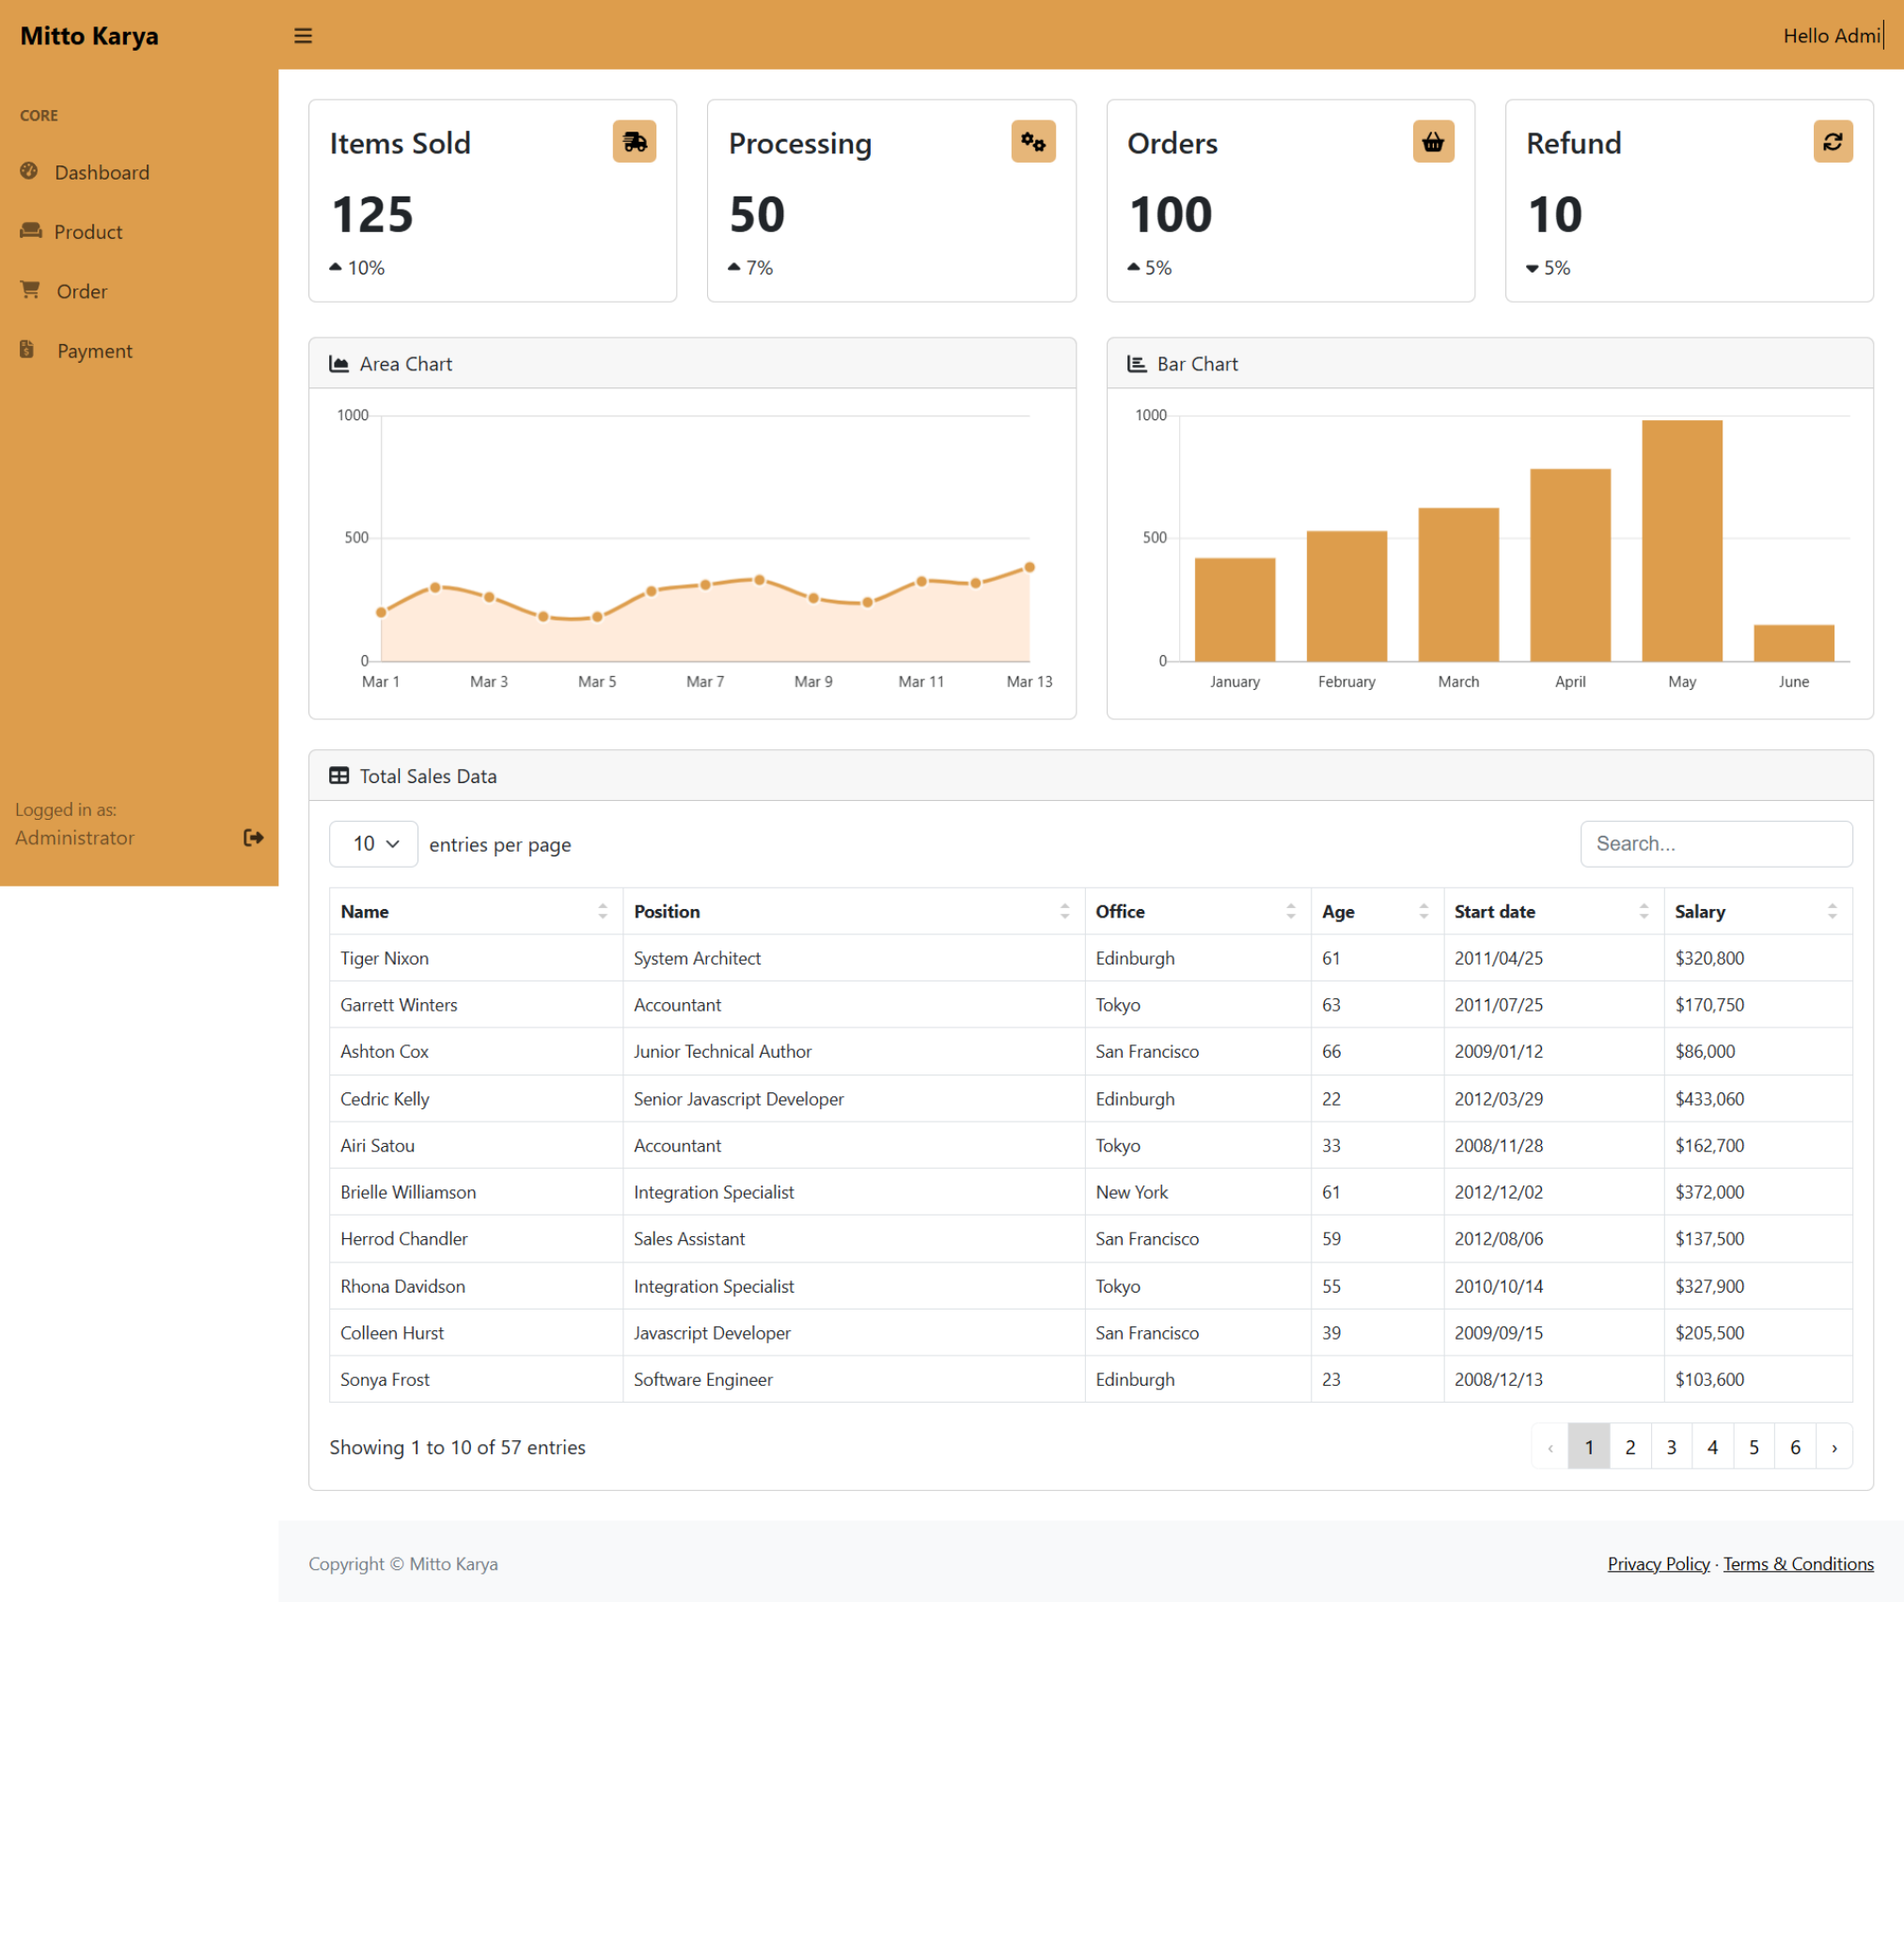 Mitto Karya
Hello Admi
CORE
Dashboard
Product
Order
Payment
Logged in as:
Administrator
Items Sold
125
10%
Processing
50
7%
Orders
100
5%
Refund
10
5%
Area Chart
1000
500
0
Mar 1 Mar 3 Mar 5 Mar 7 Mar 9 Mar 11 Mar 13
Bar Chart
1000
500
0
January February March April May June
Total Sales Data
10 entries per page
Search...
Name Position Office Age Start date Salary
Tiger Nixon System Architect Edinburgh 61 2011/04/25 $320,800
Garrett Winters Accountant Tokyo 63 2011/07/25 $170,750
Ashton Cox Junior Technical Author San Francisco 66 2009/01/12 $86,000
Cedric Kelly Senior Javascript Developer Edinburgh 22 2012/03/29 $433,060
Airi Satou Accountant Tokyo 33 2008/11/28 $162,700
Brielle Williamson Integration Specialist New York 61 2012/12/02 $372,000
Herrod Chandler Sales Assistant San Francisco 59 2012/08/06 $137,500
Rhona Davidson Integration Specialist Tokyo 55 2010/10/14 $327,900
Colleen Hurst Javascript Developer San Francisco 39 2009/09/15 $205,500
Sonya Frost Software Engineer Edinburgh 23 2008/12/13 $103,600
Showing 1 to 10 of 57 entries
‹ 1 2 3 4 5 6 ›
Copyright © Mitto Karya
Privacy Policy · Terms & Conditions